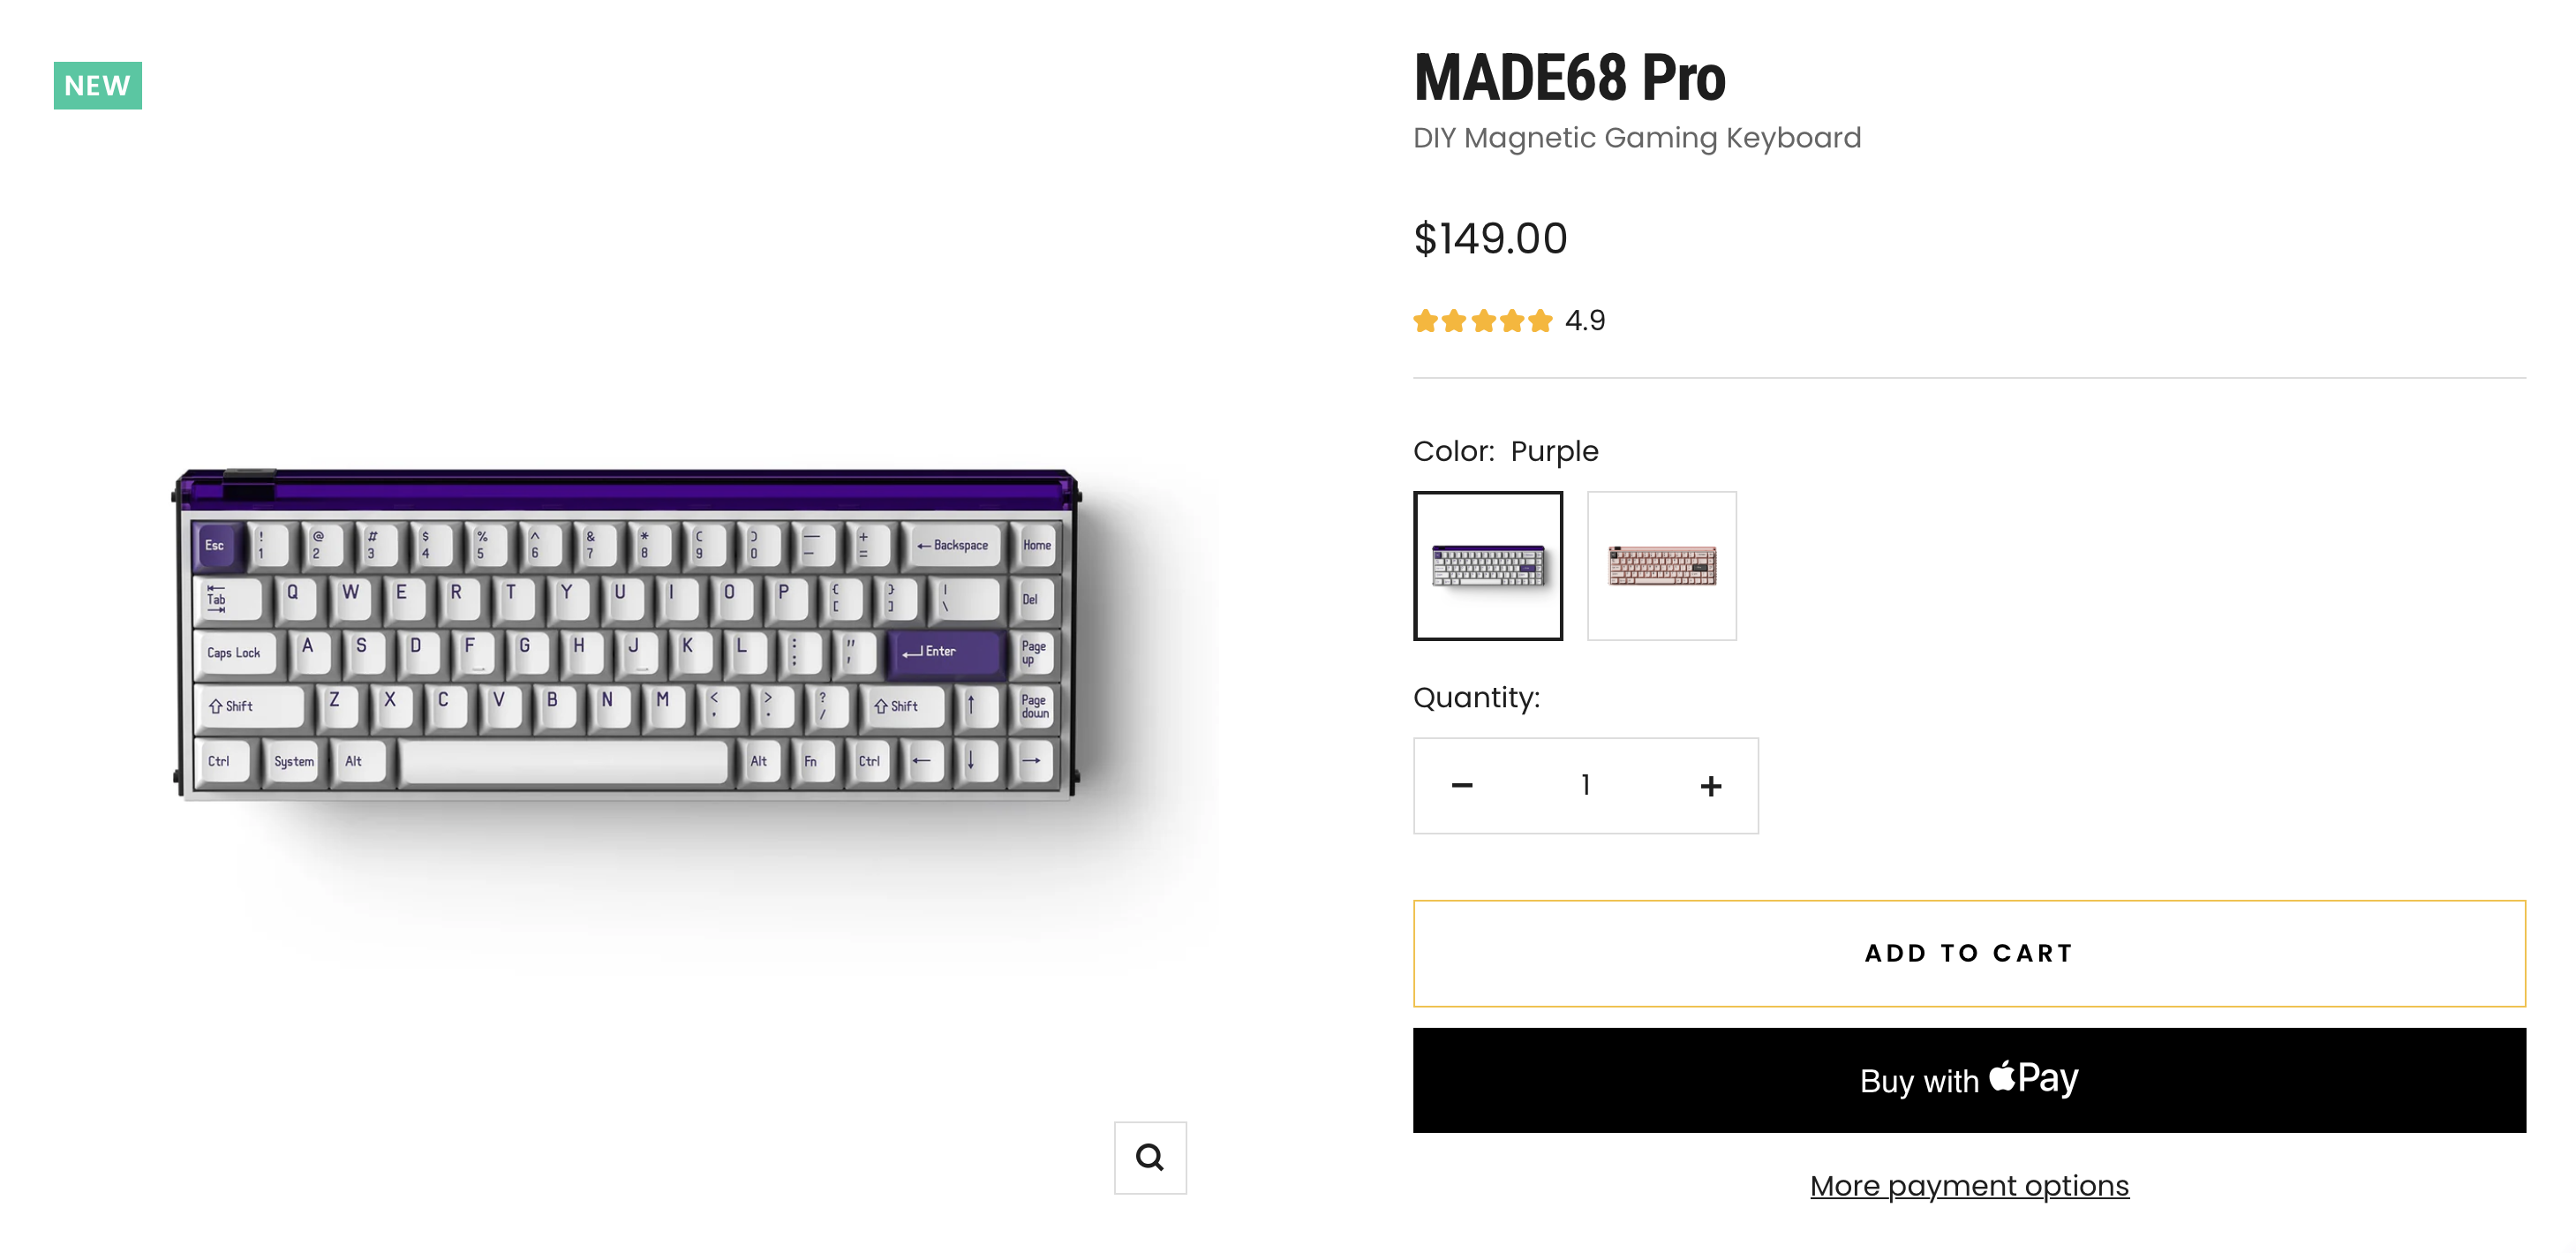 NEW
MADE68 Pro
DIY Magnetic Gaming Keyboard
$149.00
4.9
Color: Purple
Quantity:
− 1 +
ADD TO CART
Buy with Pay
More payment options
Esc ! 1 @ 2 # 3 $ 4 % 5 ^ 6 & 7 * 8 ( 9 ) 0 — - + = ← Backspace Home
Tab Q W E R T Y U I O P { [ } ] | \ Del
Caps Lock A S D F G H J K L : ; " ' Enter Page up
⇧ Shift Z X C V B N M < , > . ? / ⇧ Shift ↑ Page down
Ctrl System Alt Alt Fn Ctrl ← ↓ →